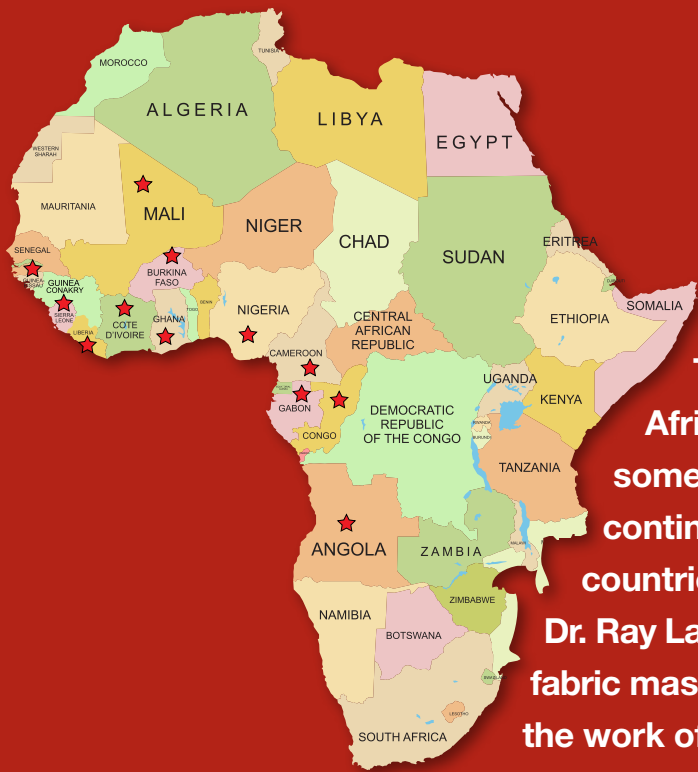 TUNISIA
MOROCCO
ALGERIA
LIBYA
EGYPT
WESTERN
SHARAH
MAURITANIA
MALI
NIGER
CHAD
SUDAN
ERITREA
SENEGAL
GUINEA
CONAKRY
BURKINA
FASO
SIERRA
LEONE
LIBERIA
COTE
D'IVOIRE
GHANA
BENIN
NIGERIA
CAMEROON
CENTRAL
AFRICAN
REPUBLIC
ETHIOPIA
SOMALIA
UGANDA
KENYA
RWANDA
BURUNDI
GABON
CONGO
DEMOCRATIC
REPUBLIC
OF THE CONGO
TANZANIA
ANGOLA
ZAMBIA
MALAWI
ZIMBABWE
NAMIBIA
BOTSWANA
LESOTHO
SOUTH AFRICA
Afri
some
contin
countri
Dr. Ray La
fabric mas
the work of